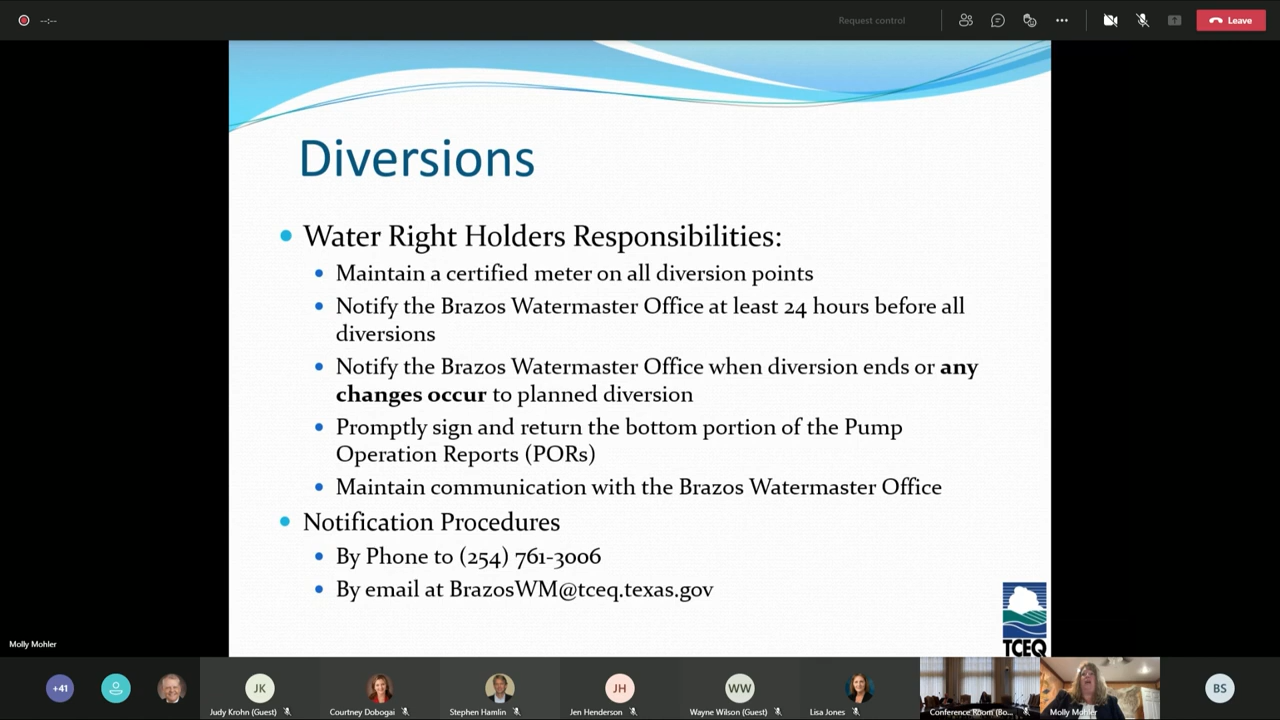 --:--
Request control
Leave
Diversions
Water Right Holders Responsibilities:
Maintain a certified meter on all diversion points
Notify the Brazos Watermaster Office at least 24 hours before all
diversions
Notify the Brazos Watermaster Office when diversion ends or any
changes occur to planned diversion
Promptly sign and return the bottom portion of the Pump
Operation Reports (PORs)
Maintain communication with the Brazos Watermaster Office
Notification Procedures
By Phone to (254) 761-3006
By email at BrazosWM@tceq.texas.gov
TCEQ
Molly Mohler
+41
JK
JH
WW
BS
Judy Krohn (Guest)
Courtney Dobogai
Stephen Hamlin
Jen Henderson
Wayne Wilson (Guest)
Lisa Jones
Conference Room (Bo...
Molly Mohler